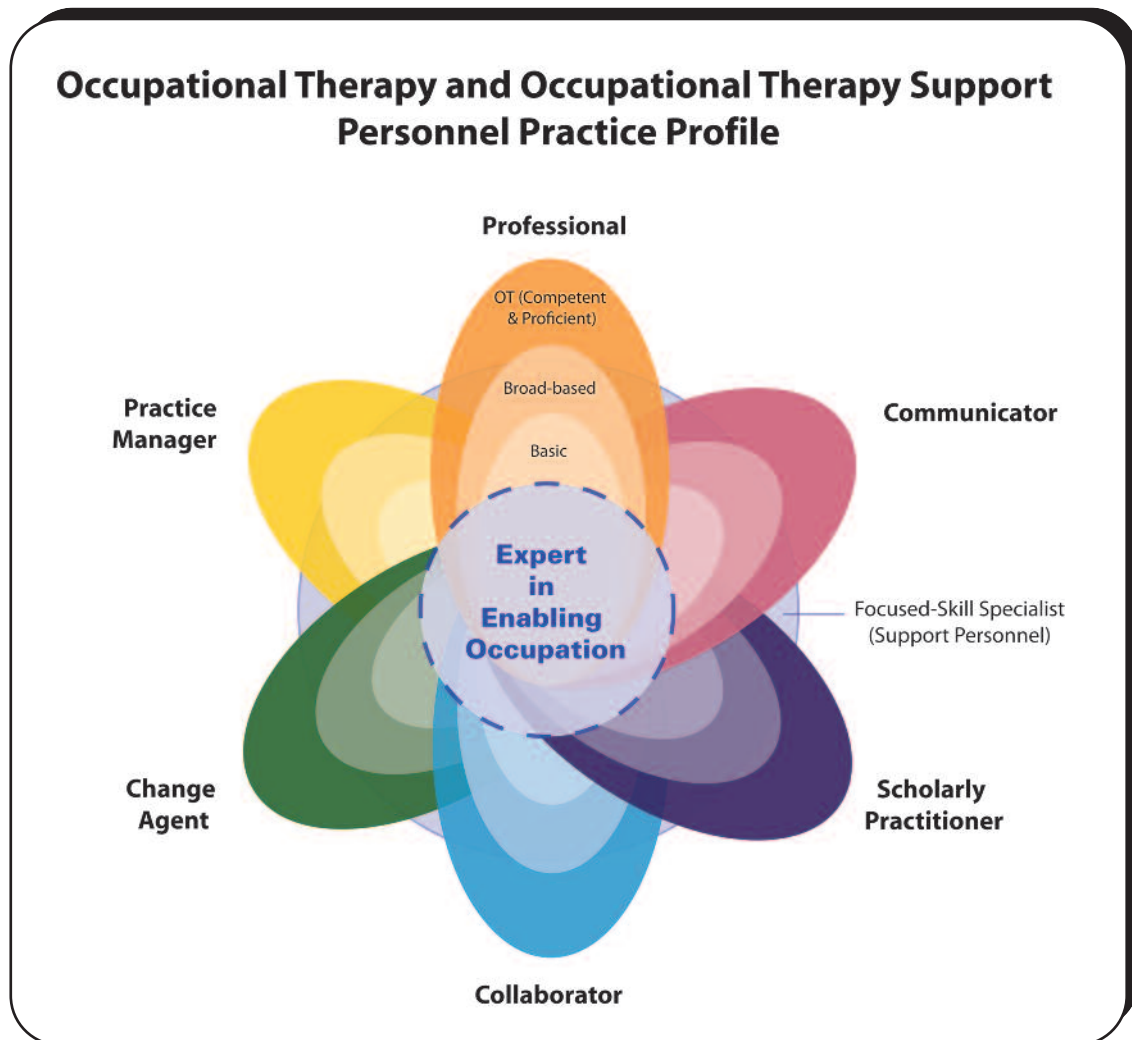 Occupational Therapy and Occupational Therapy Support
Personnel Practice Profile
Professional
OT (Competent
& Proficient)
Broad-based
Basic
Practice
Manager
Communicator
Expert
in
Enabling
Occupation
Focused-Skill Specialist
(Support Personnel)
Change
Agent
Scholarly
Practitioner
Collaborator